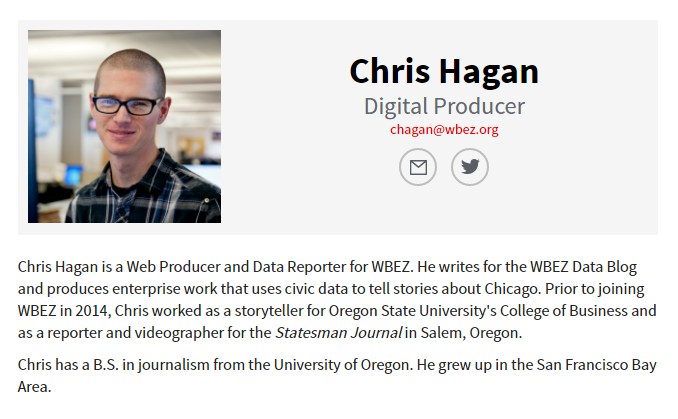 Chris Hagan
Digital Producer
chagan@wbez.org
Chris Hagan is a Web Producer and Data Reporter for WBEZ. He writes for the WBEZ Data Blog
and produces enterprise work that uses civic data to tell stories about Chicago. Prior to joining
WBEZ in 2014, Chris worked as a storyteller for Oregon State University's College of Business and
as a reporter and videographer for the Statesman Journal in Salem, Oregon.
Chris has a B.S. in journalism from the University of Oregon. He grew up in the San Francisco Bay
Area.